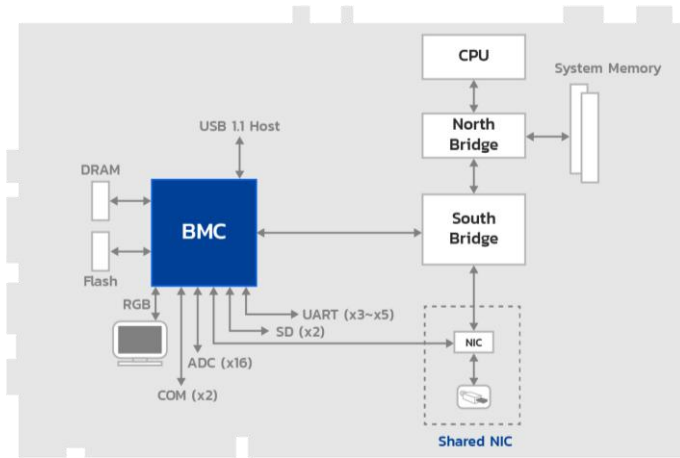 CPU
System Memory
North
Bridge
USB 1.1 Host
DRAM
BMC
South
Bridge
Flash
RGB
UART (x3~x5)
SD (x2)
NIC
ADC (x16)
COM (x2)
Shared NIC